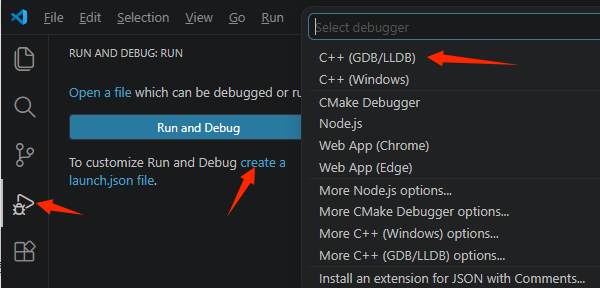 File Edit Selection View Go Run
RUN AND DEBUG: RUN
Open a file which can be debugged or
Run and Debug
To customize Run and Debug create a
launch.json file.
Select debugger
C++ (GDB/LLDB)
C++ (Windows)
CMake Debugger
Node.js
Web App (Chrome)
Web App (Edge)
More Node.js options...
More CMake Debugger options...
More C++ (Windows) options...
More C++ (GDB/LLDB) options...
Install an extension for JSON with Comments...